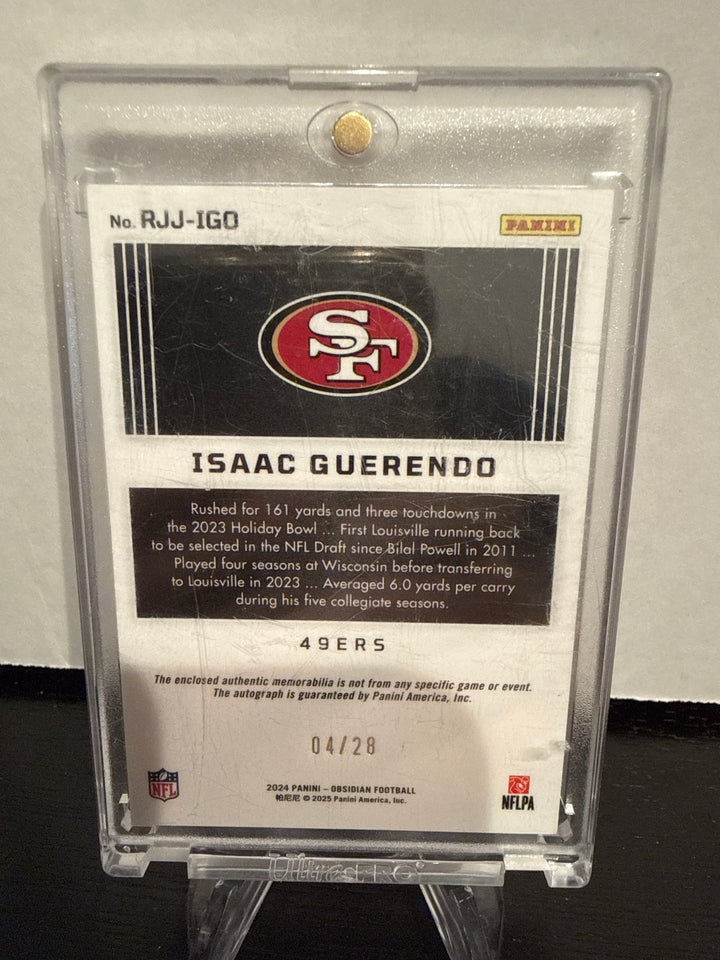 No. RJJ-IGO
PANINI
SF
ISAAC GUERENDO
Rushed for 161 yards and three touchdowns in
the 2023 Holiday Bowl ... First Louisville running back
to be selected in the NFL Draft since Bilal Powell in 2011 ...
Played four seasons at Wisconsin before transferring
to Louisville in 2023 ... Averaged 6.0 yards per carry
during his five collegiate seasons.
49ERS
The enclosed authentic memorabilia is not from any specific game or event.
The autograph is guaranteed by Panini America, Inc.
04/28
NFL
2024 PANINI – OBSIDIAN FOOTBALL
帕尼尼 © 2025 Panini America, Inc.
NFLPA
Ultra PRO